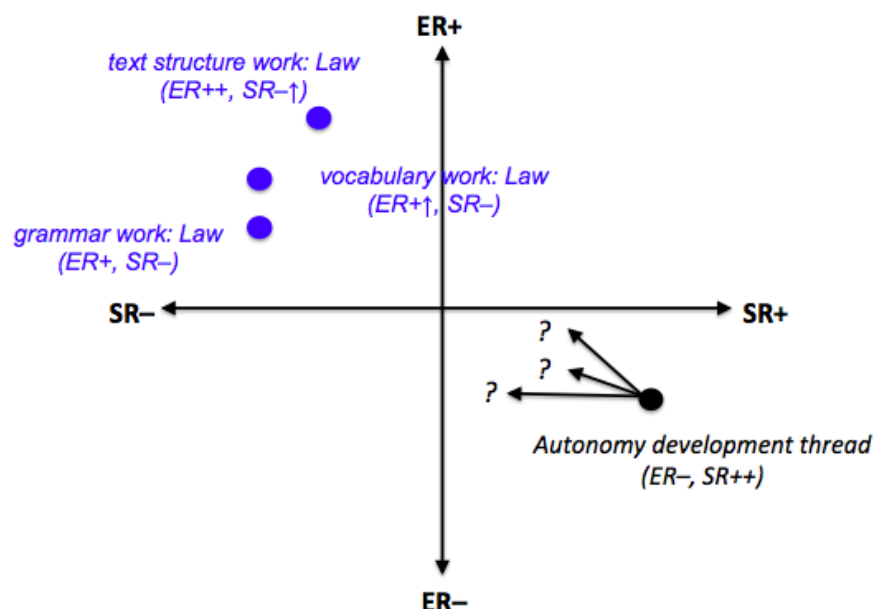 ER+
text structure work: Law
(ER++, SR–↑)
vocabulary work: Law
(ER+↑, SR–)
grammar work: Law
(ER+, SR–)
SR–
SR+
?
?
?
Autonomy development thread
(ER–, SR++)
ER–